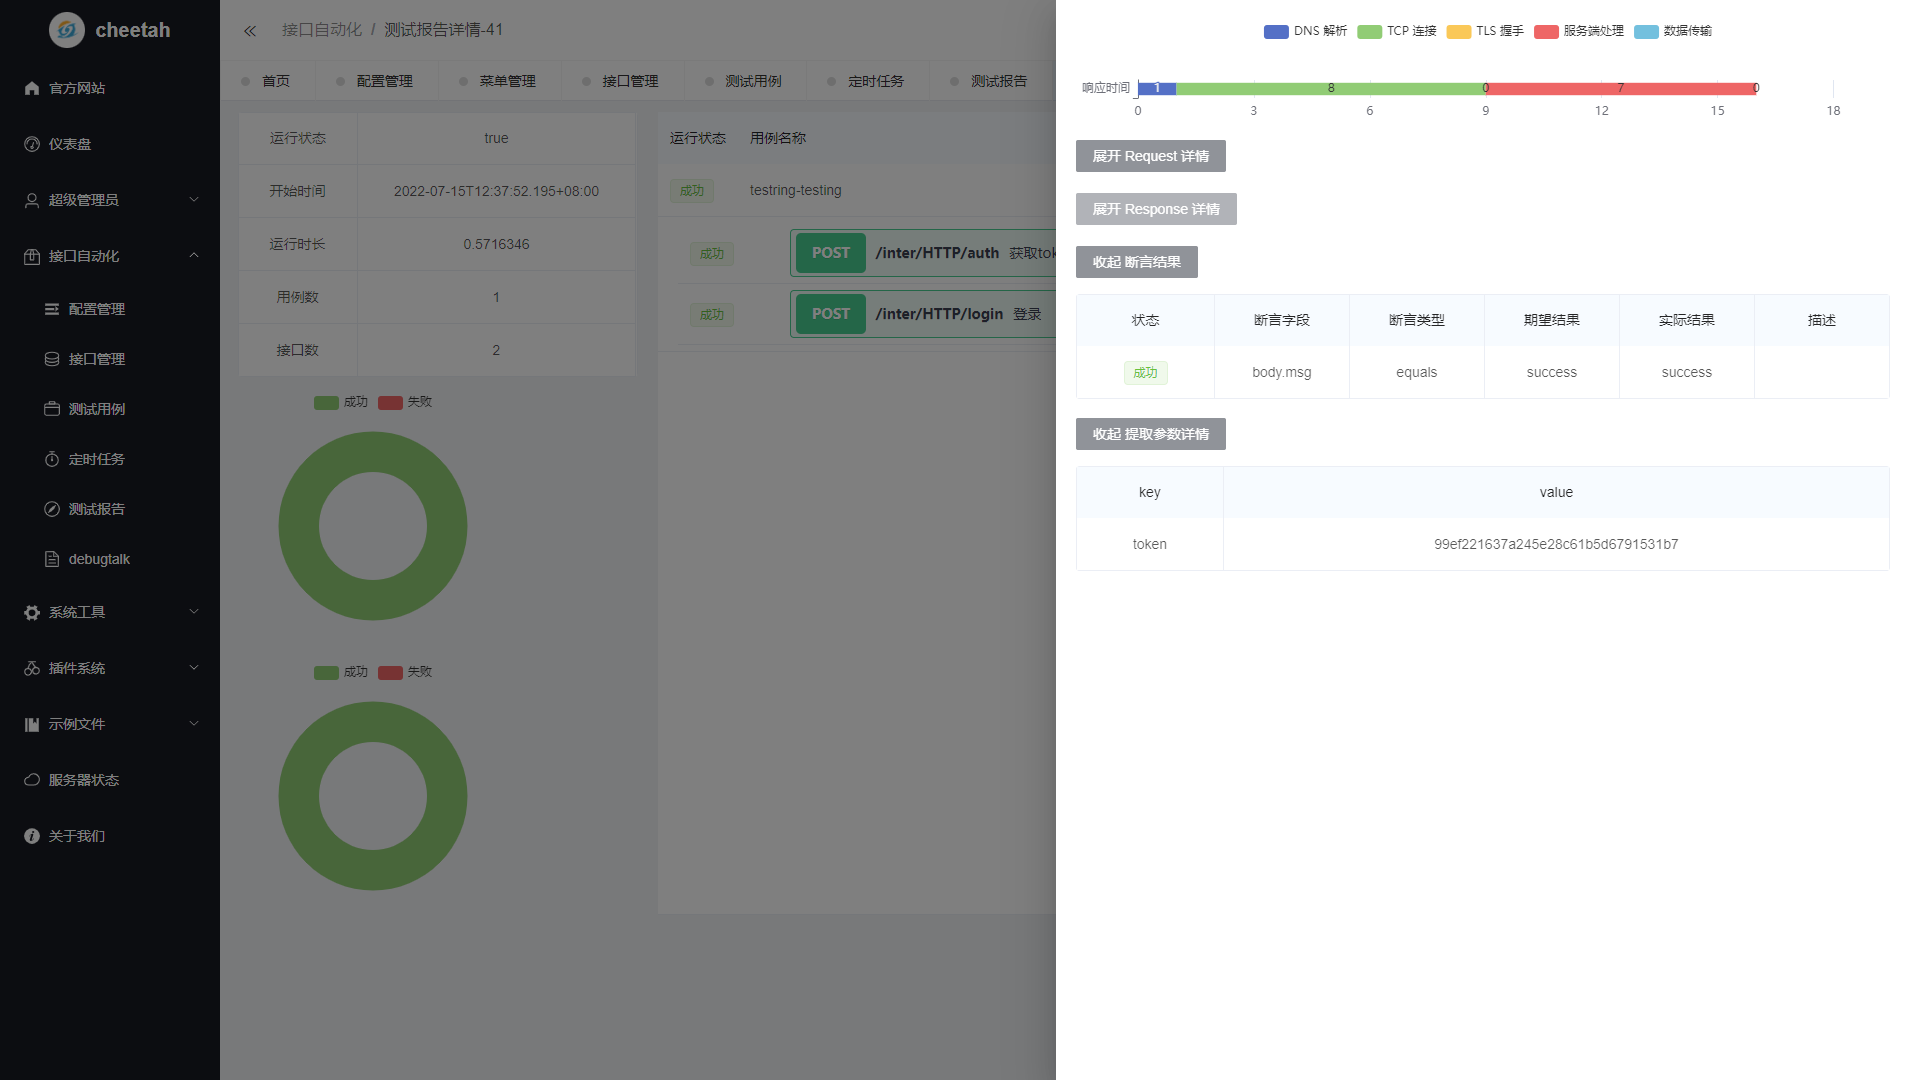 cheetah
官方网站
仪表盘
超级管理员
接口自动化
配置管理
接口管理
测试用例
定时任务
测试报告
debugtalk
系统工具
插件系统
示例文件
服务器状态
关于我们
接口自动化 / 测试报告详情-41
首页 配置管理 菜单管理 接口管理 测试用例 定时任务 测试报告
运行状态 true
开始时间 2022-07-15T12:37:52.195+08:00
运行时长 0.5716346
用例数 1
接口数 2
成功 失败
成功 失败
运行状态 用例名称
成功 testring-testing
成功 POST /inter/HTTP/auth 获取tok
成功 POST /inter/HTTP/login 登录
DNS 解析 TCP 连接 TLS 握手 服务端处理 数据传输
响应时间 1 8 0 7 0
0 3 6 9 12 15 18
展开 Request 详情
展开 Response 详情
收起 断言结果
状态 断言字段 断言类型 期望结果 实际结果 描述
成功 body.msg equals success success
收起 提取参数详情
key value
token 99ef221637a245e28c61b5d6791531b7